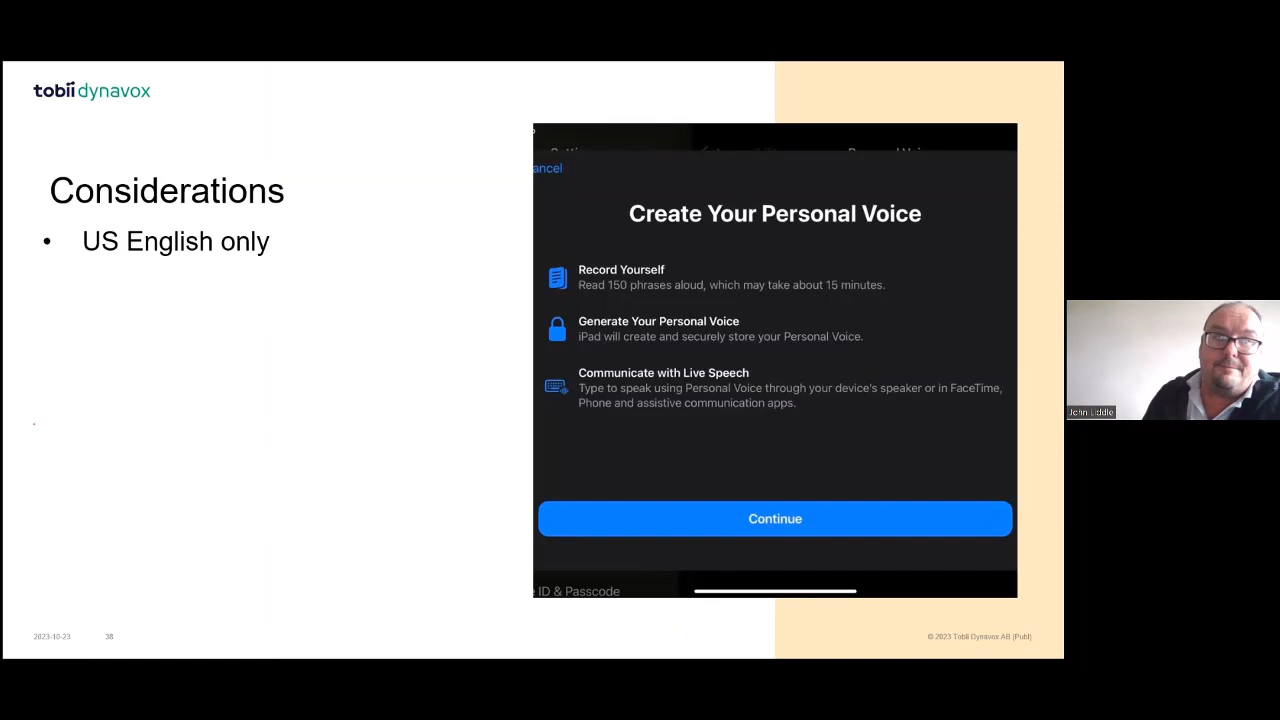 tobii dynavox
Considerations
• US English only
ancel
Create Your Personal Voice
Record Yourself
Read 150 phrases aloud, which may take about 15 minutes.
Generate Your Personal Voice
iPad will create and securely store your Personal Voice.
Communicate with Live Speech
Type to speak using Personal Voice through your device's speaker or in FaceTime,
Phone and assistive communication apps.
Continue
ID & Passcode
2023-10-23
38
© 2023 Tobii Dynavox AB (Publ)
John Liddle